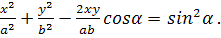 x²/a² + y²/b² − 2xy/ab cosα = sin²α .